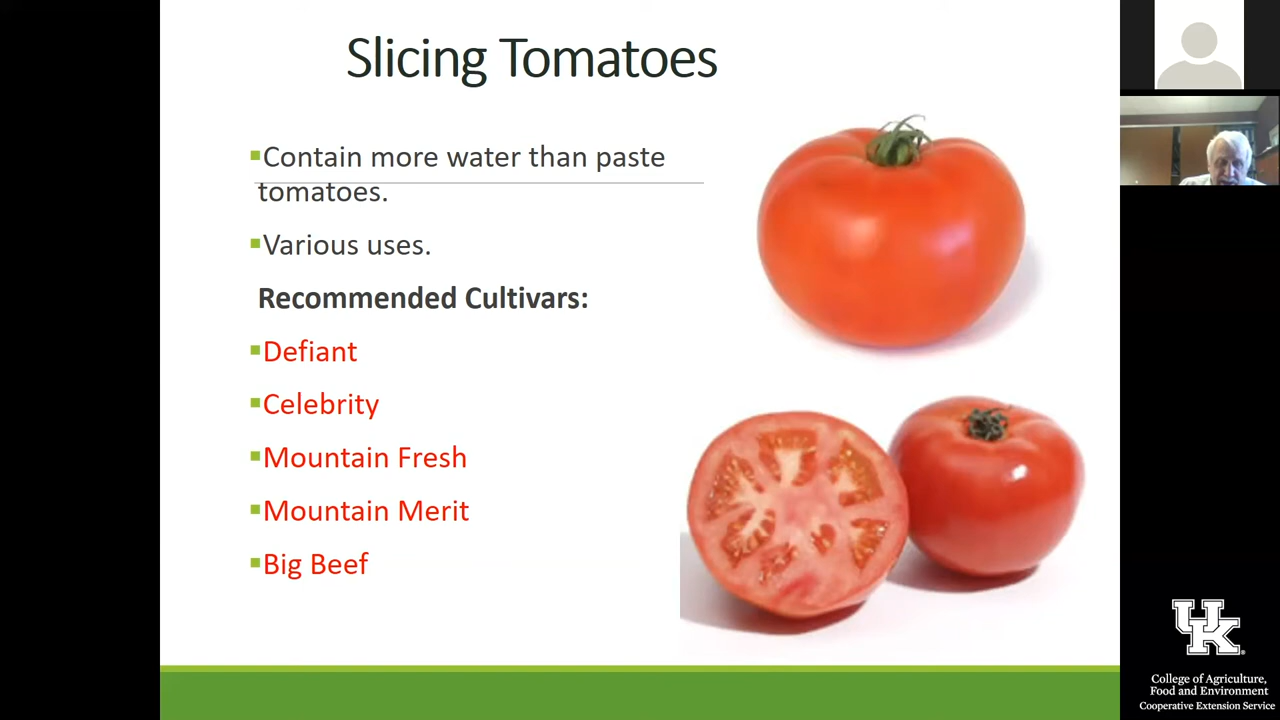 Slicing Tomatoes
▪Contain more water than paste
tomatoes.
▪Various uses.
Recommended Cultivars:
▪Defiant
▪Celebrity
▪Mountain Fresh
▪Mountain Merit
▪Big Beef
UK®
College of Agriculture,
Food and Environment
Cooperative Extension Service